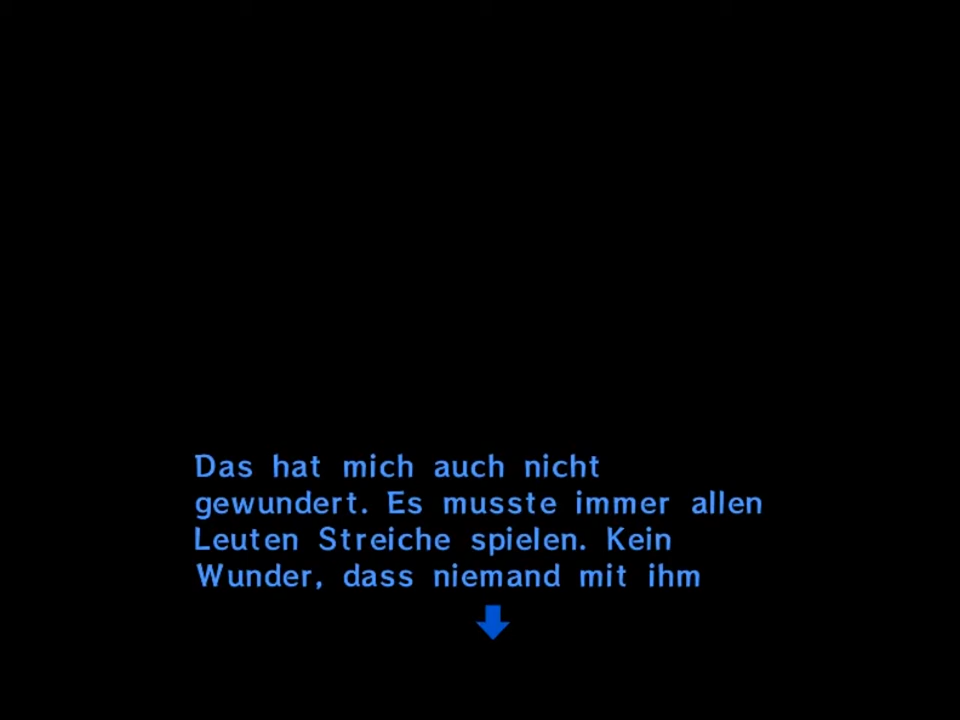 Das hat mich auch nicht
gewundert. Es musste immer allen
Leuten Streiche spielen. Kein
Wunder, dass niemand mit ihm